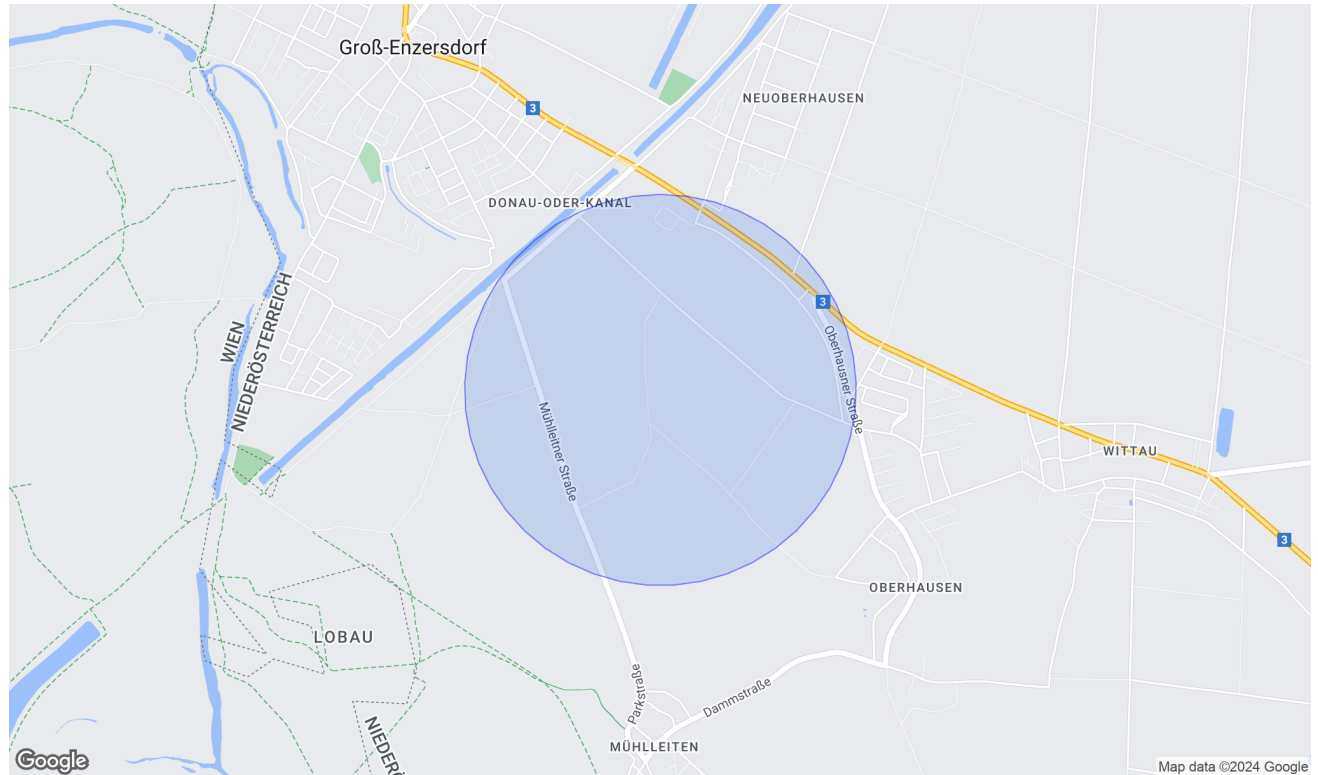 Groß-Enzersdorf
3
NEUOBERHAUSEN
DONAU-ODER-KANAL
WIEN
NIEDERÖSTERREICH
3
Oberhausner Straße
Mühlleitner Straße
WITTAU
3
OBERHAUSEN
LOBAU
Parkstraße
Dammstraße
NIEDERÖ
MÜHLLEITEN
Google
Map data ©2024 Google